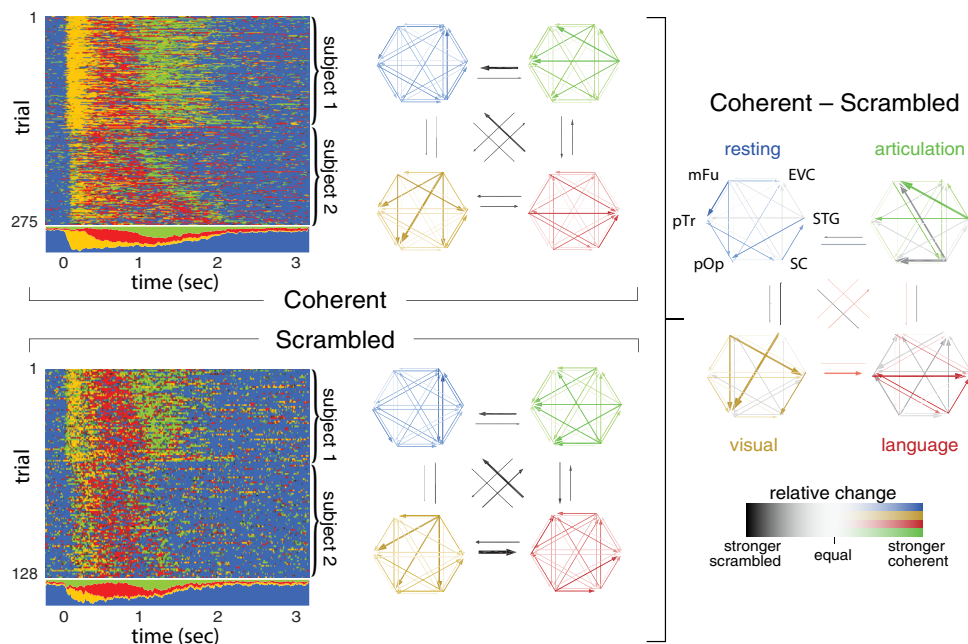 1
trial
275
subject 1
subject 2
0 1 2 3
time (sec)
Coherent
Scrambled
1
trial
128
subject 1
subject 2
0 1 2 3
time (sec)
Coherent – Scrambled
resting articulation
mFu EVC
pTr STG
pOp SC
visual language
relative change
stronger equal stronger
scrambled coherent